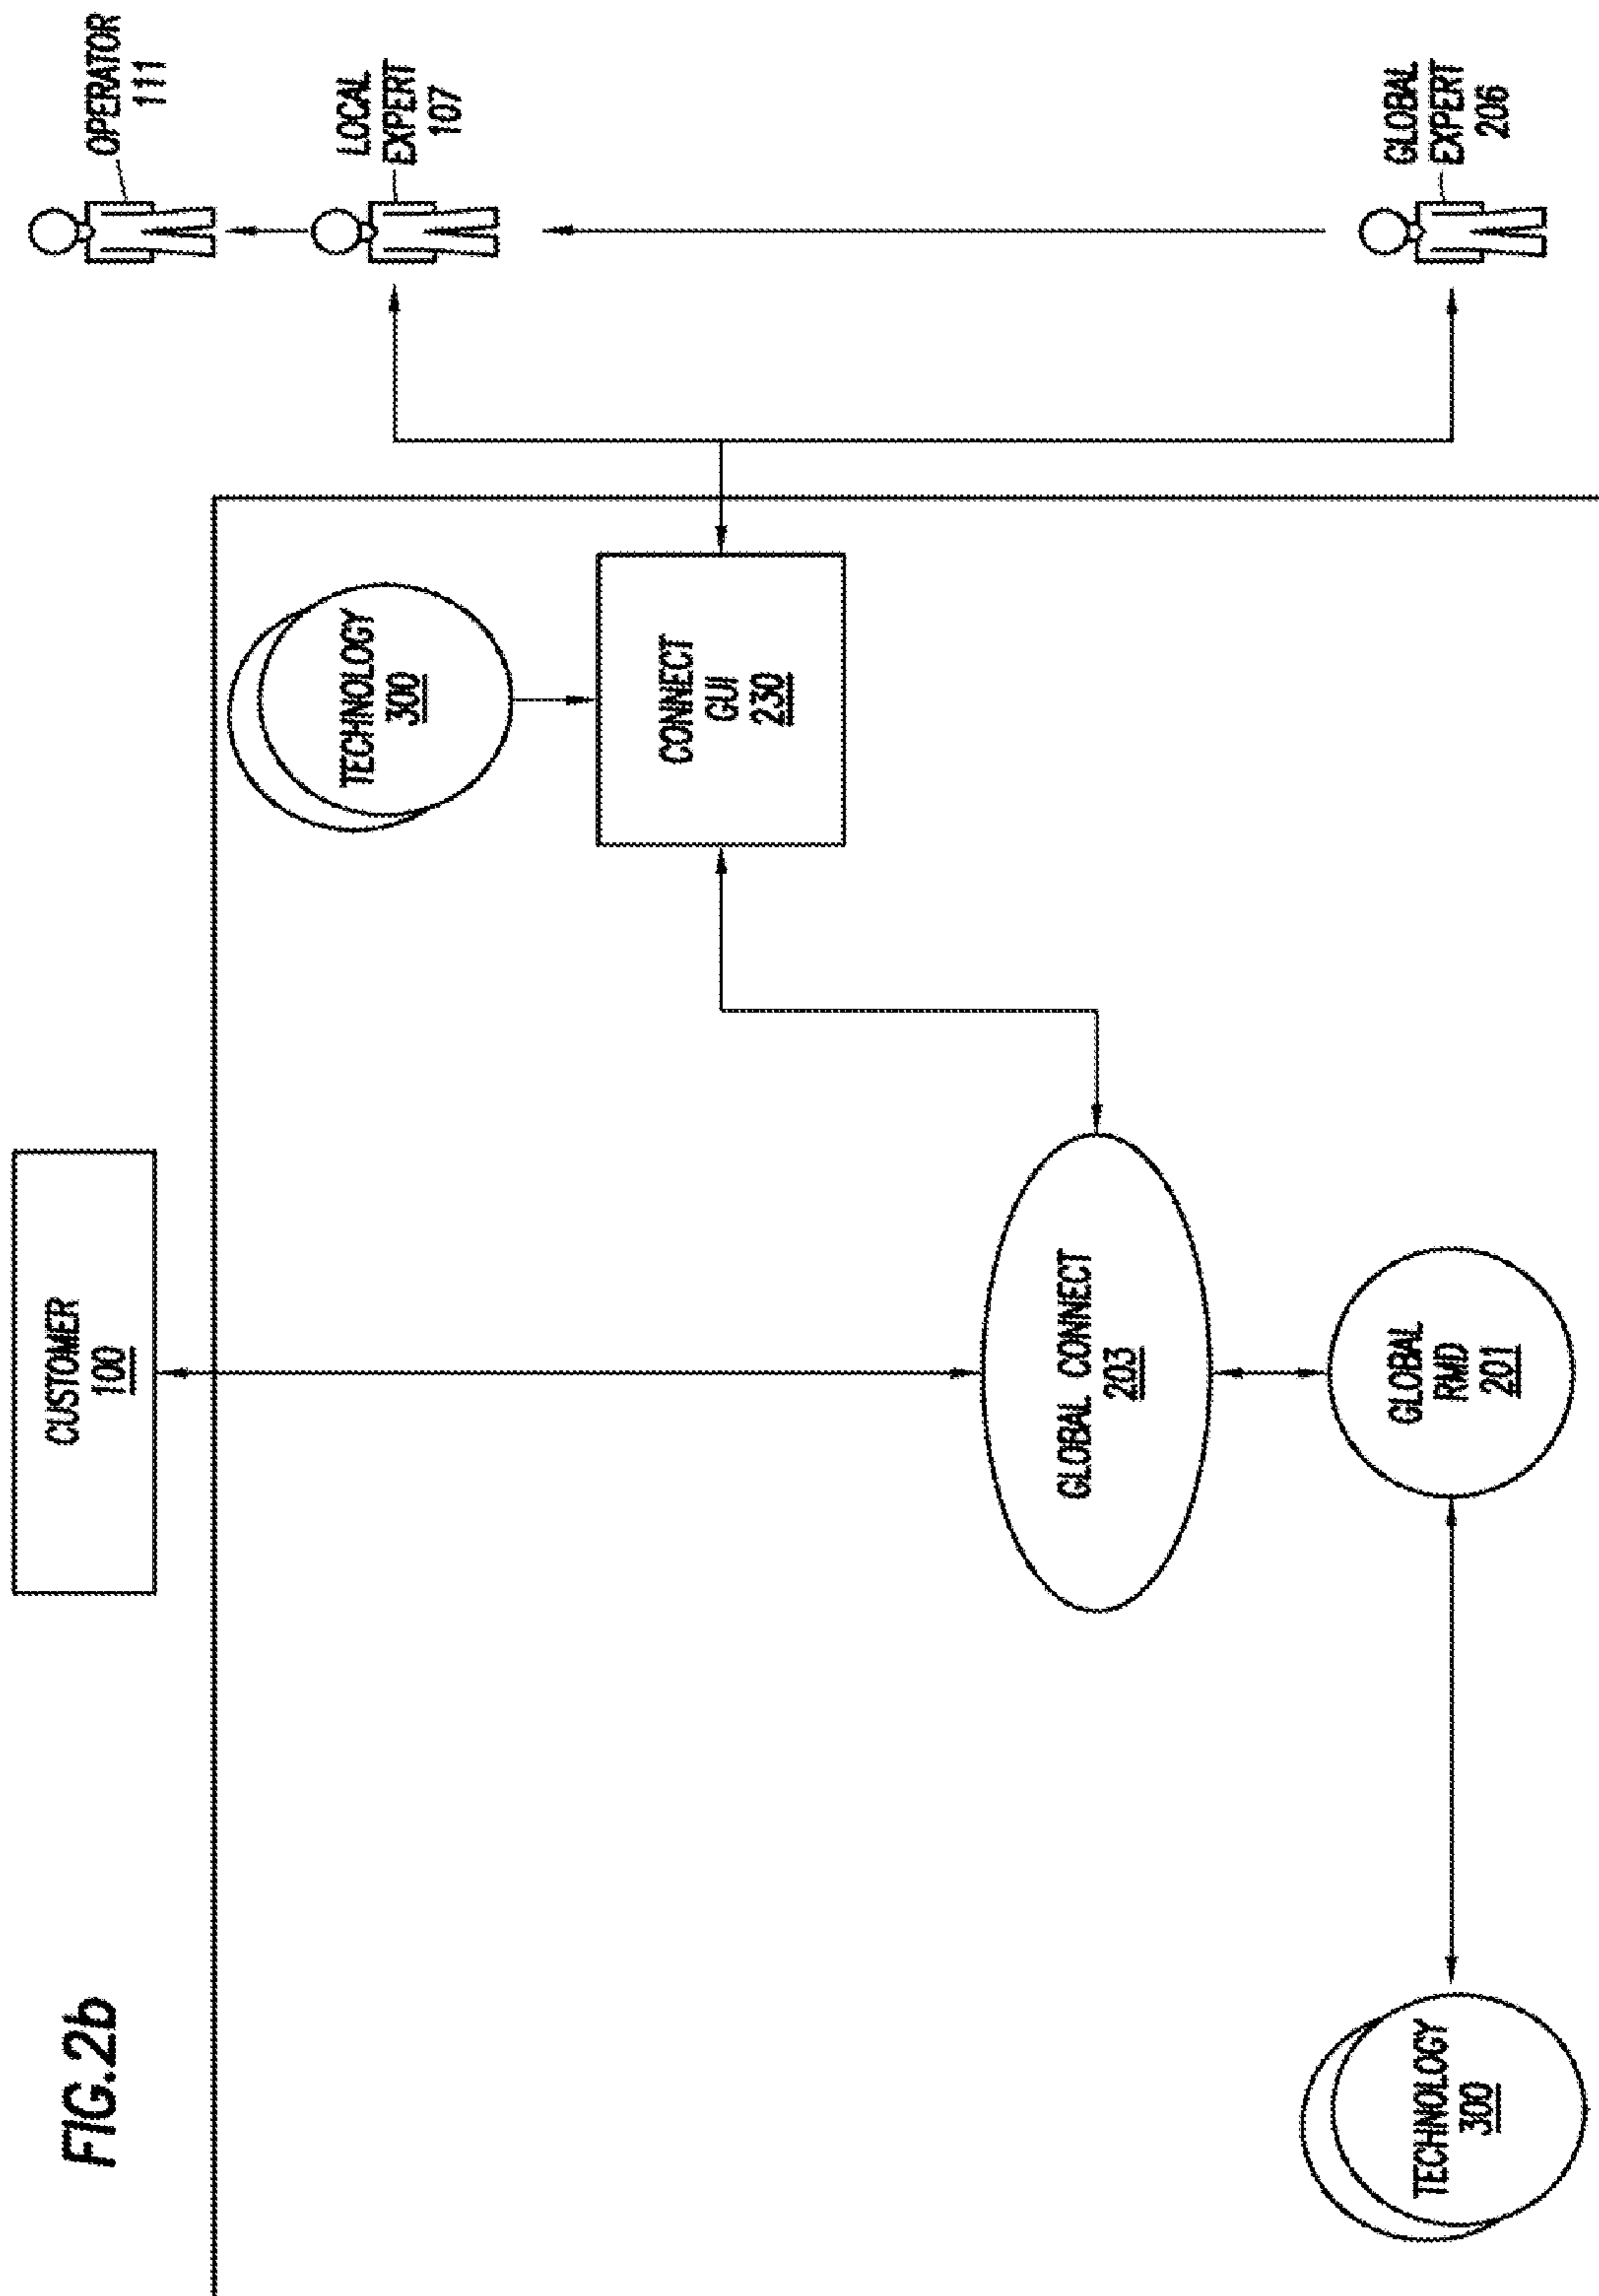 FIG.2b
CUSTOMER
100
OPERATOR
111
LOCAL
EXPERT
107
TECHNOLOGY
300
CONNECT
GUI
230
GLOBAL CONNECT
203
TECHNOLOGY
300
GLOBAL
RMD
201
GLOBAL
EXPERT
206